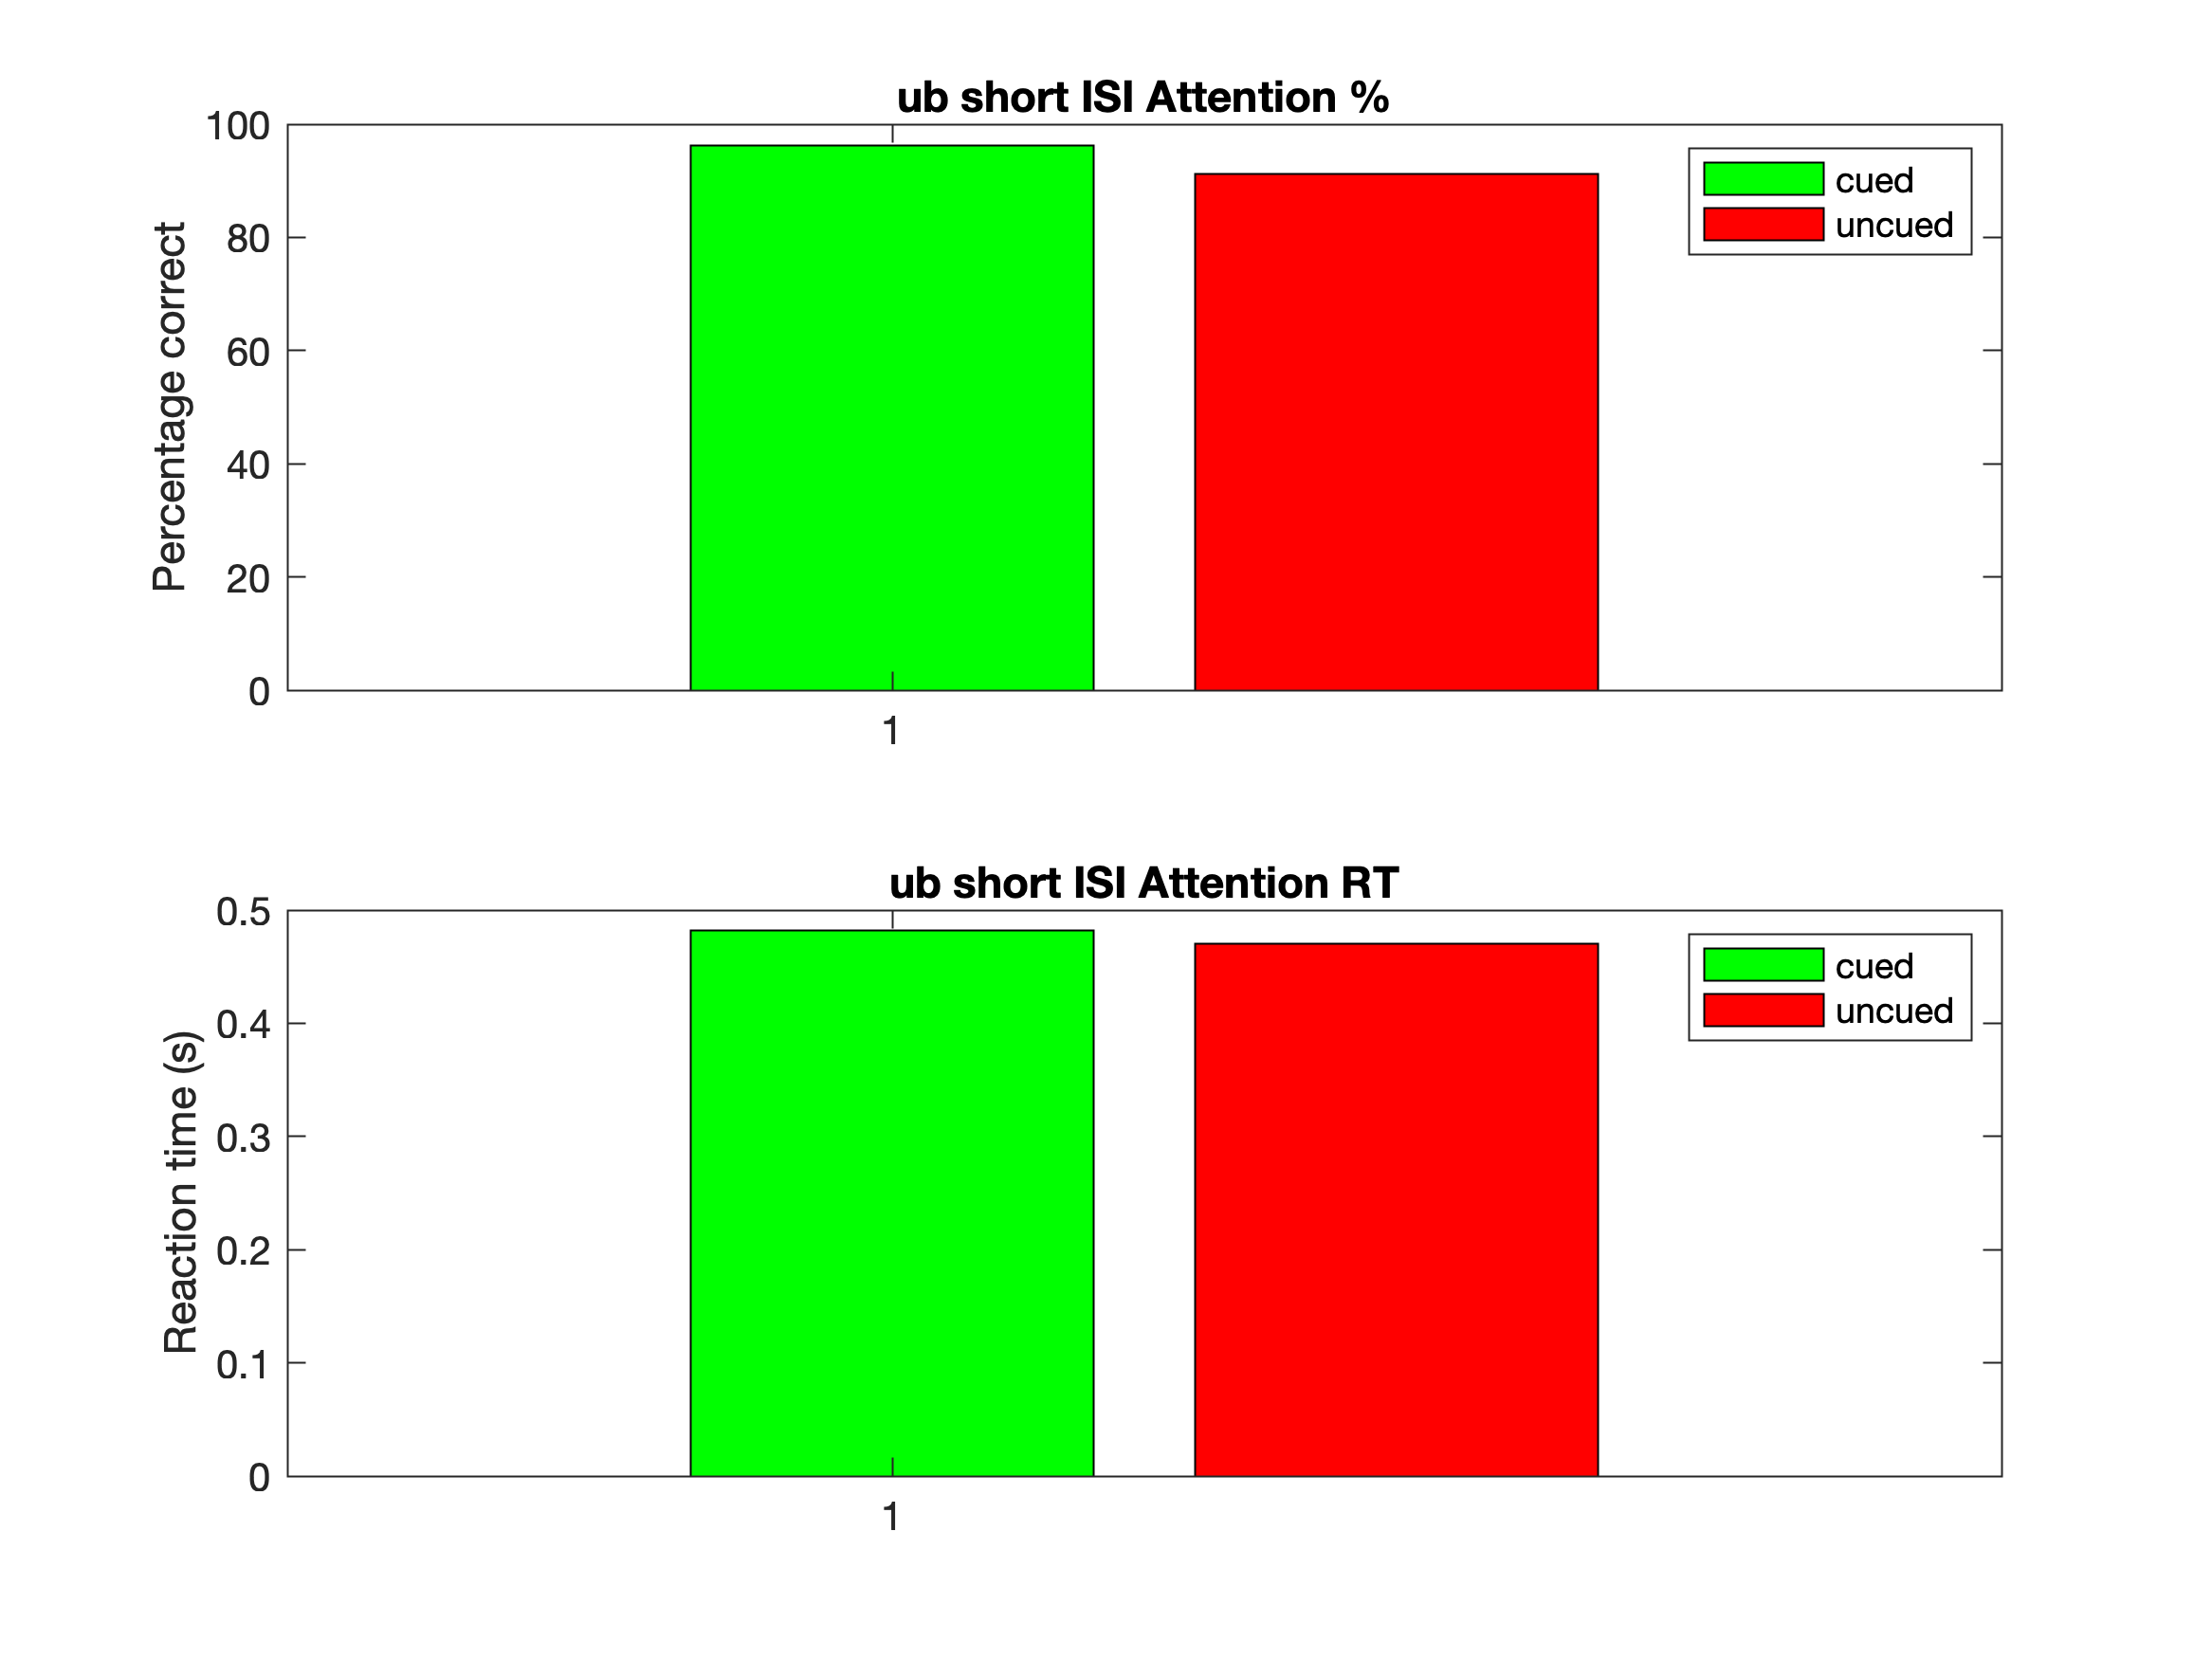 ub short ISI Attention %
Percentage correct
100
80
60
40
20
0
1
cued
uncued
ub short ISI Attention RT
Reaction time (s)
0.5
0.4
0.3
0.2
0.1
0
1
cued
uncued